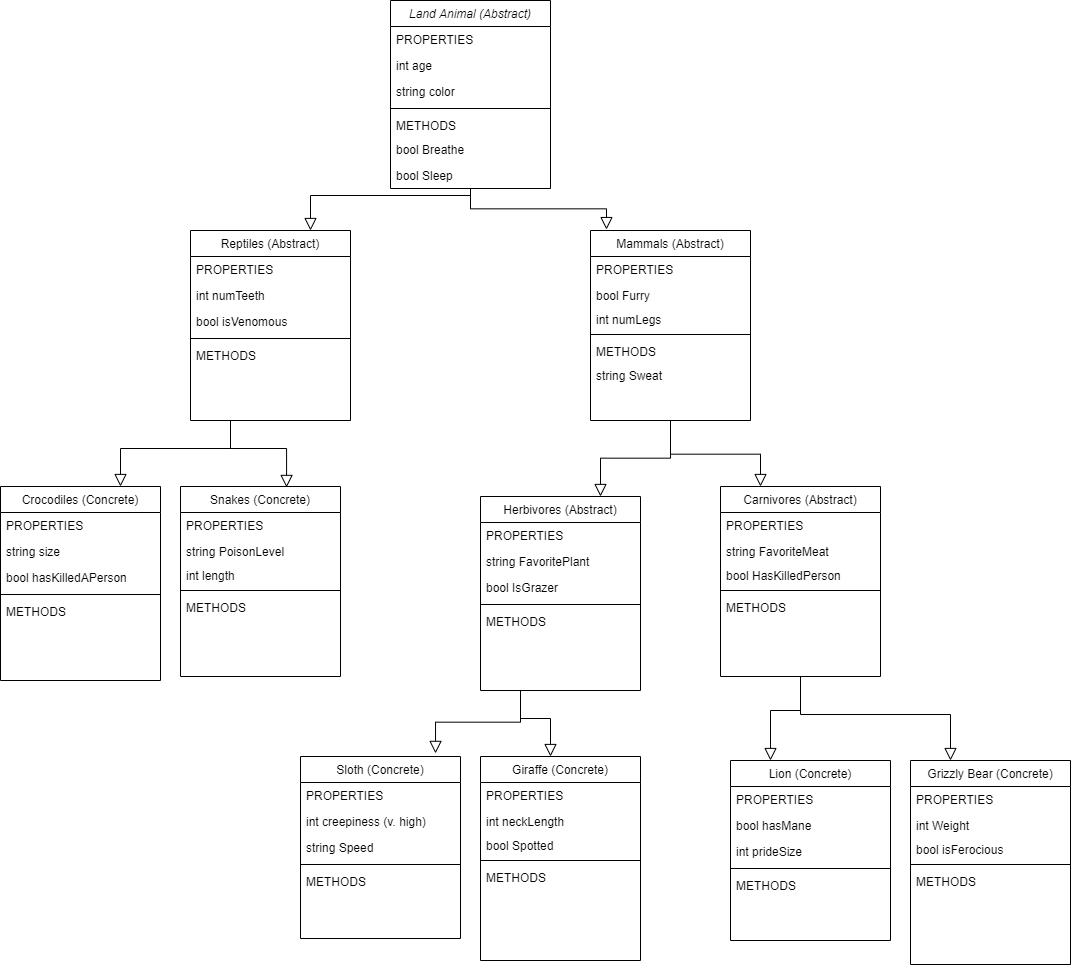 Land Animal (Abstract)
PROPERTIES
int age
string color
METHODS
bool Breathe
bool Sleep
Reptiles (Abstract)
PROPERTIES
int numTeeth
bool isVenomous
METHODS
Mammals (Abstract)
PROPERTIES
bool Furry
int numLegs
METHODS
string Sweat
Crocodiles (Concrete)
PROPERTIES
string size
bool hasKilledAPerson
METHODS
Snakes (Concrete)
PROPERTIES
string PoisonLevel
int length
METHODS
Herbivores (Abstract)
PROPERTIES
string FavoritePlant
bool IsGrazer
METHODS
Carnivores (Abstract)
PROPERTIES
string FavoriteMeat
bool HasKilledPerson
METHODS
Sloth (Concrete)
PROPERTIES
int creepiness (v. high)
string Speed
METHODS
Giraffe (Concrete)
PROPERTIES
int neckLength
bool Spotted
METHODS
Lion (Concrete)
PROPERTIES
bool hasMane
int prideSize
METHODS
Grizzly Bear (Concrete)
PROPERTIES
int Weight
bool isFerocious
METHODS